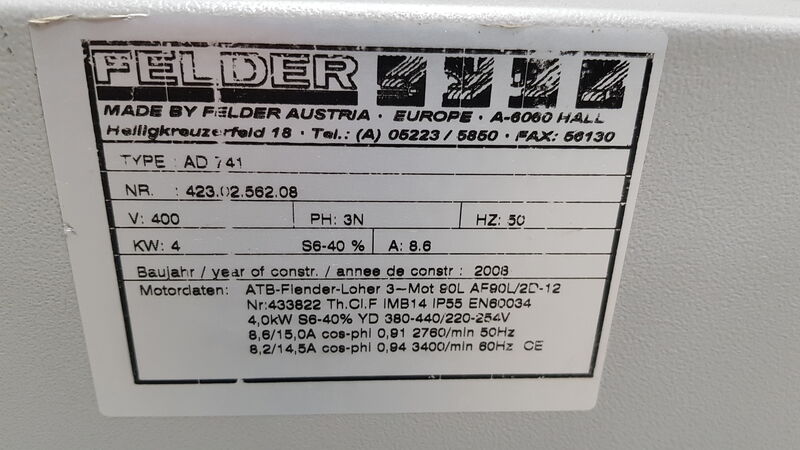 FELDER
MADE BY FELDER AUSTRIA · EUROPE · A-6060 HALL
Heiligkreuzerfeld 18 · Tel.: (A) 05223 / 5850 · FAX: 56130
TYPE : AD 741
NR. : 423.02.562.08
V: 400 PH: 3N HZ: 50
KW: 4 S6-40 % A: 8.6
Baujahr / year of constr. / annee de constr : 2008
Motordaten: ATB-Flender-Loher 3~Mot 90L AF90L/2D-12
Nr:433822 Th.Cl.F IMB14 IP55 EN60034
4,0kW S6-40% YD 380-440/220-254V
8,6/15,0A cos-phi 0,91 2760/min 50Hz
8,2/14,5A cos-phi 0,94 3400/min 60Hz CE